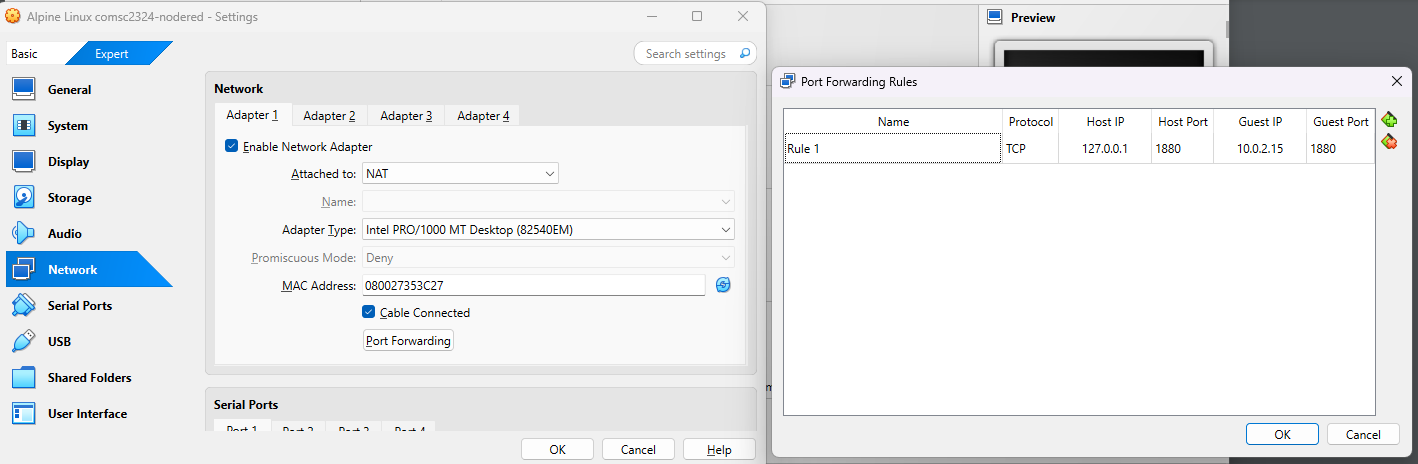 Alpine Linux comsc2324-nodered - Settings
Basic
Expert
Search settings
General
System
Display
Storage
Audio
Network
Serial Ports
USB
Shared Folders
User Interface
Network
Adapter 1 Adapter 2 Adapter 3 Adapter 4
Enable Network Adapter
Attached to: NAT
Name:
Adapter Type: Intel PRO/1000 MT Desktop (82540EM)
Promiscuous Mode: Deny
MAC Address: 080027353C27
Cable Connected
Port Forwarding
Serial Ports
Port 1 Port 2 Port 3 Port 4
OK Cancel Help
Preview
Port Forwarding Rules
Name Protocol Host IP Host Port Guest IP Guest Port
Rule 1 TCP 127.0.0.1 1880 10.0.2.15 1880
OK Cancel